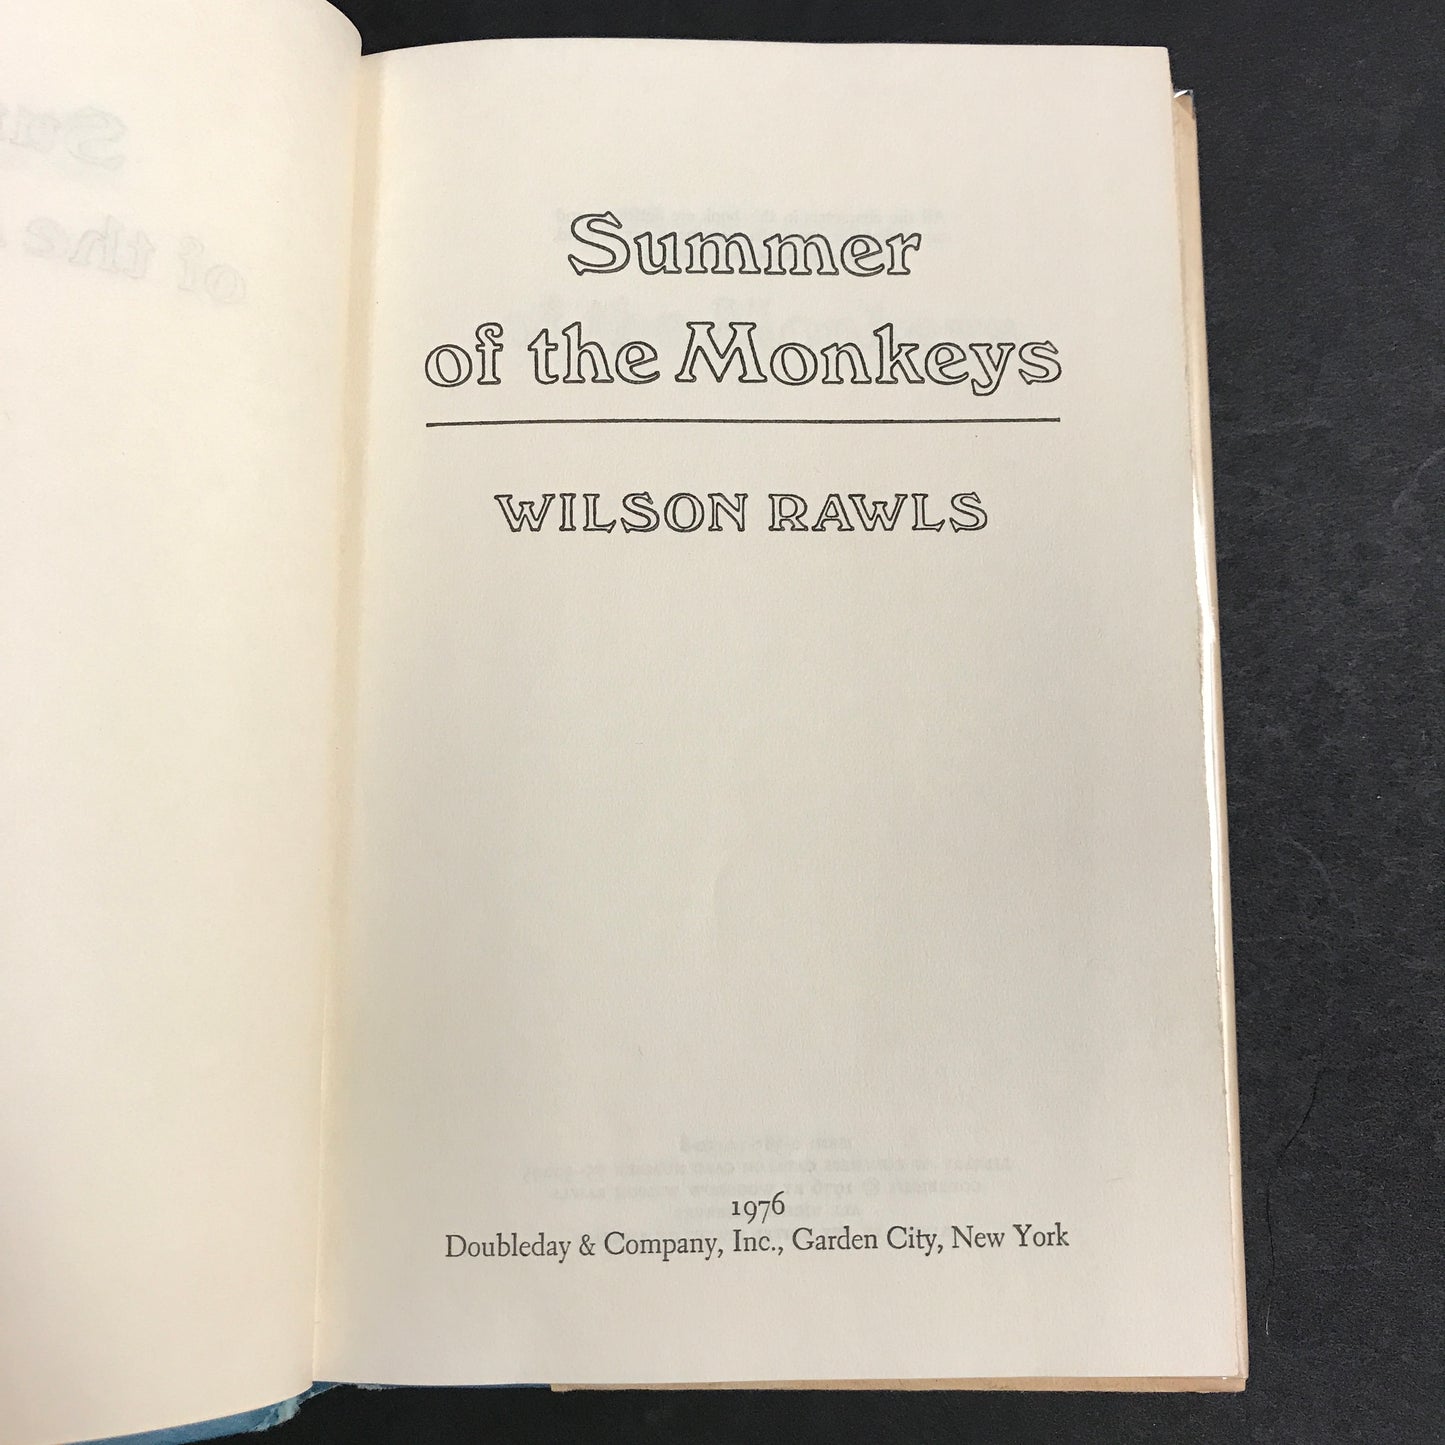 Summer
of the Monkeys
WILSON RAWLS
1976
Doubleday & Company, Inc., Garden City, New York